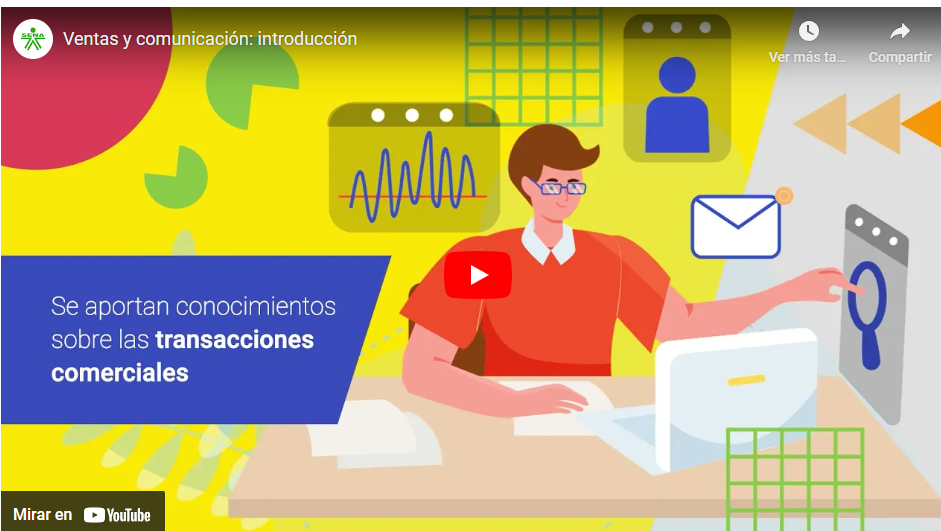 SENA
Ventas y comunicación: introducción
Ver más ta...
Compartir
Se aportan conocimientos
sobre las transacciones
comerciales
Mirar en YouTube